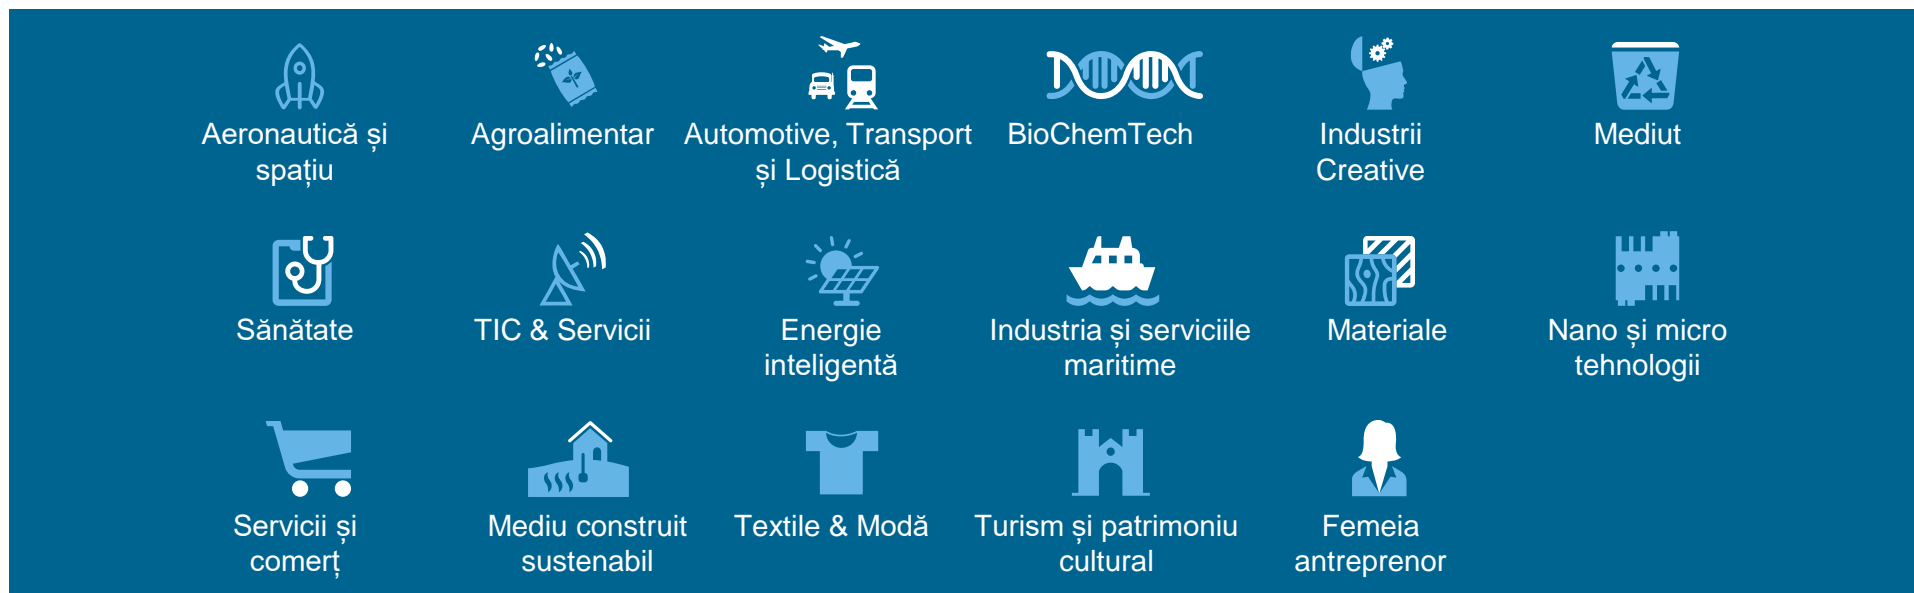 Aeronautică și
spațiu
Agroalimentar
Automotive, Transport
și Logistică
BioChemTech
Industrii
Creative
Mediut
Sănătate
TIC & Servicii
Energie
inteligentă
Industria și serviciile
maritime
Materiale
Nano și micro
tehnologii
Servicii și
comerț
Mediu construit
sustenabil
Textile & Modă
Turism și patrimoniu
cultural
Femeia
antreprenor